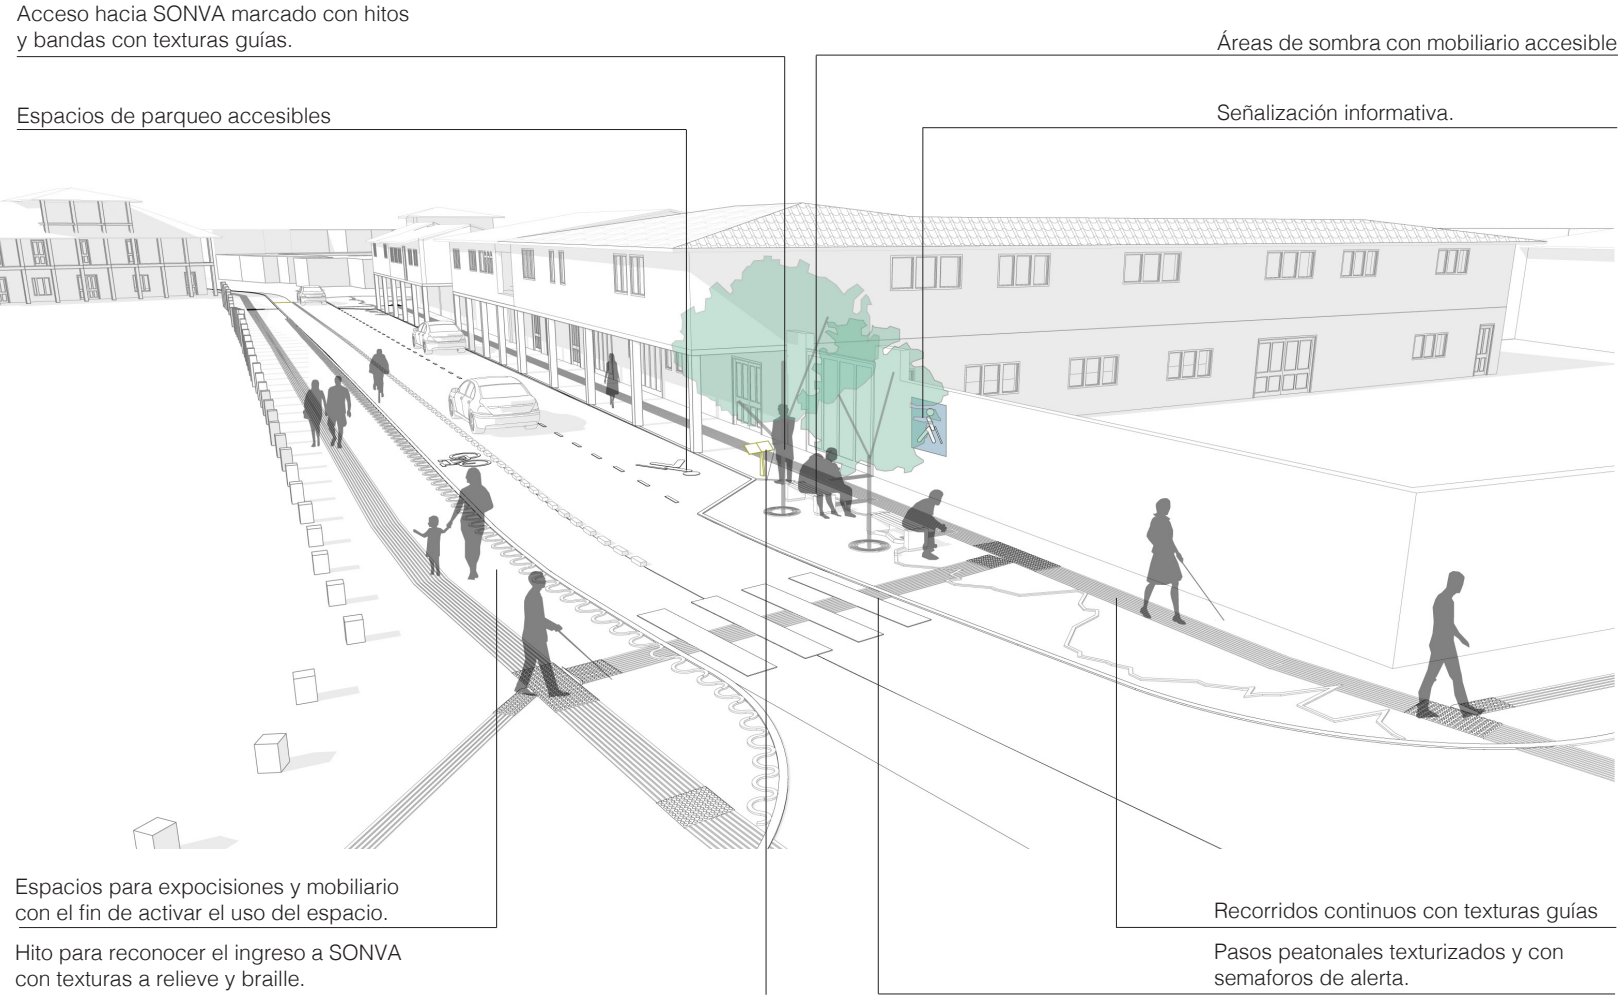 Acceso hacia SONVA marcado con hitos
y bandas con texturas guías.
Áreas de sombra con mobiliario accesible
Espacios de parqueo accesibles
Señalización informativa.
Espacios para expocisiones y mobiliario
con el fin de activar el uso del espacio.
Recorridos continuos con texturas guías
Hito para reconocer el ingreso a SONVA
con texturas a relieve y braille.
Pasos peatonales texturizados y con
semaforos de alerta.